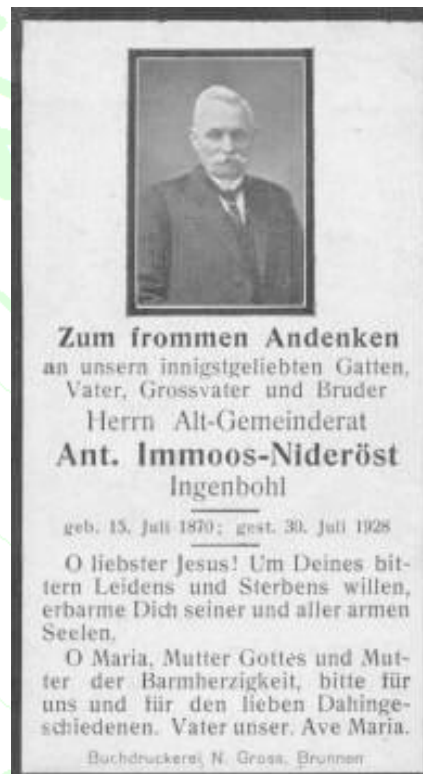 Zum frommen Andenken
an unsern innigstgeliebten Gatten,
Vater, Grossvater und Bruder
Herrn Alt-Gemeinderat
Ant. Immoos-Nideröst
Ingenbohl
geb. 15. Juli 1870; gest. 30. Juli 1928
O liebster Jesus! Um Deines bit-
tern Leidens und Sterbens willen,
erbarme Dich seiner und aller armen
Seelen.
O Maria, Mutter Gottes und Mut-
ter der Barmherzigkeit, bitte für
uns und für den lieben Dahinge-
schiedenen. Vater unser. Ave Maria.
Buchdruckerei N. Gross, Brunnen